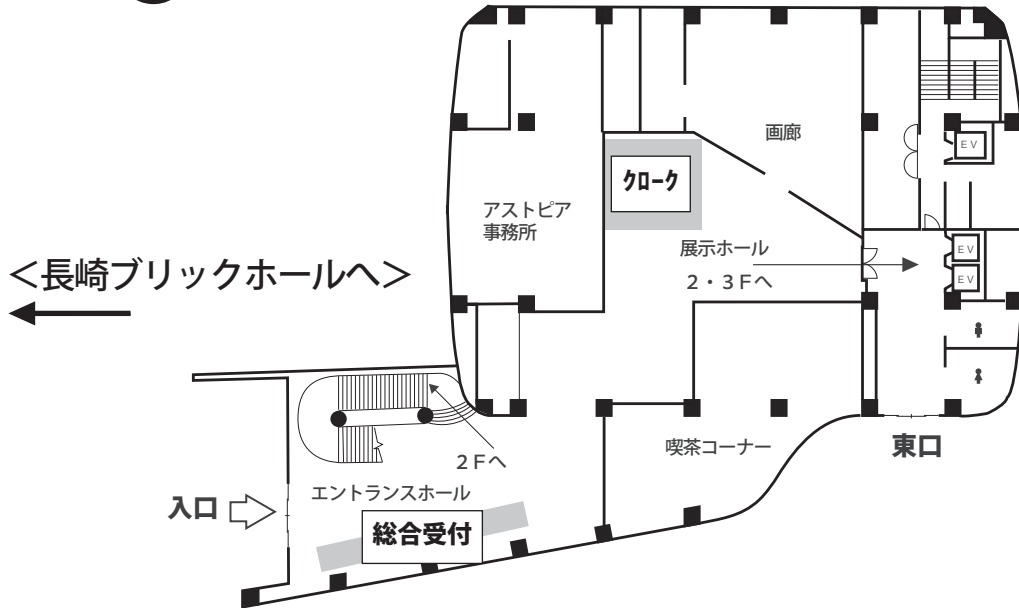 画廊
EV
クローク
アストピア
事務所
展示ホール
2・3Fへ
EV
EV
＜長崎ブリックホールへ＞
喫茶コーナー
東口
2Fへ
エントランスホール
入口
総合受付